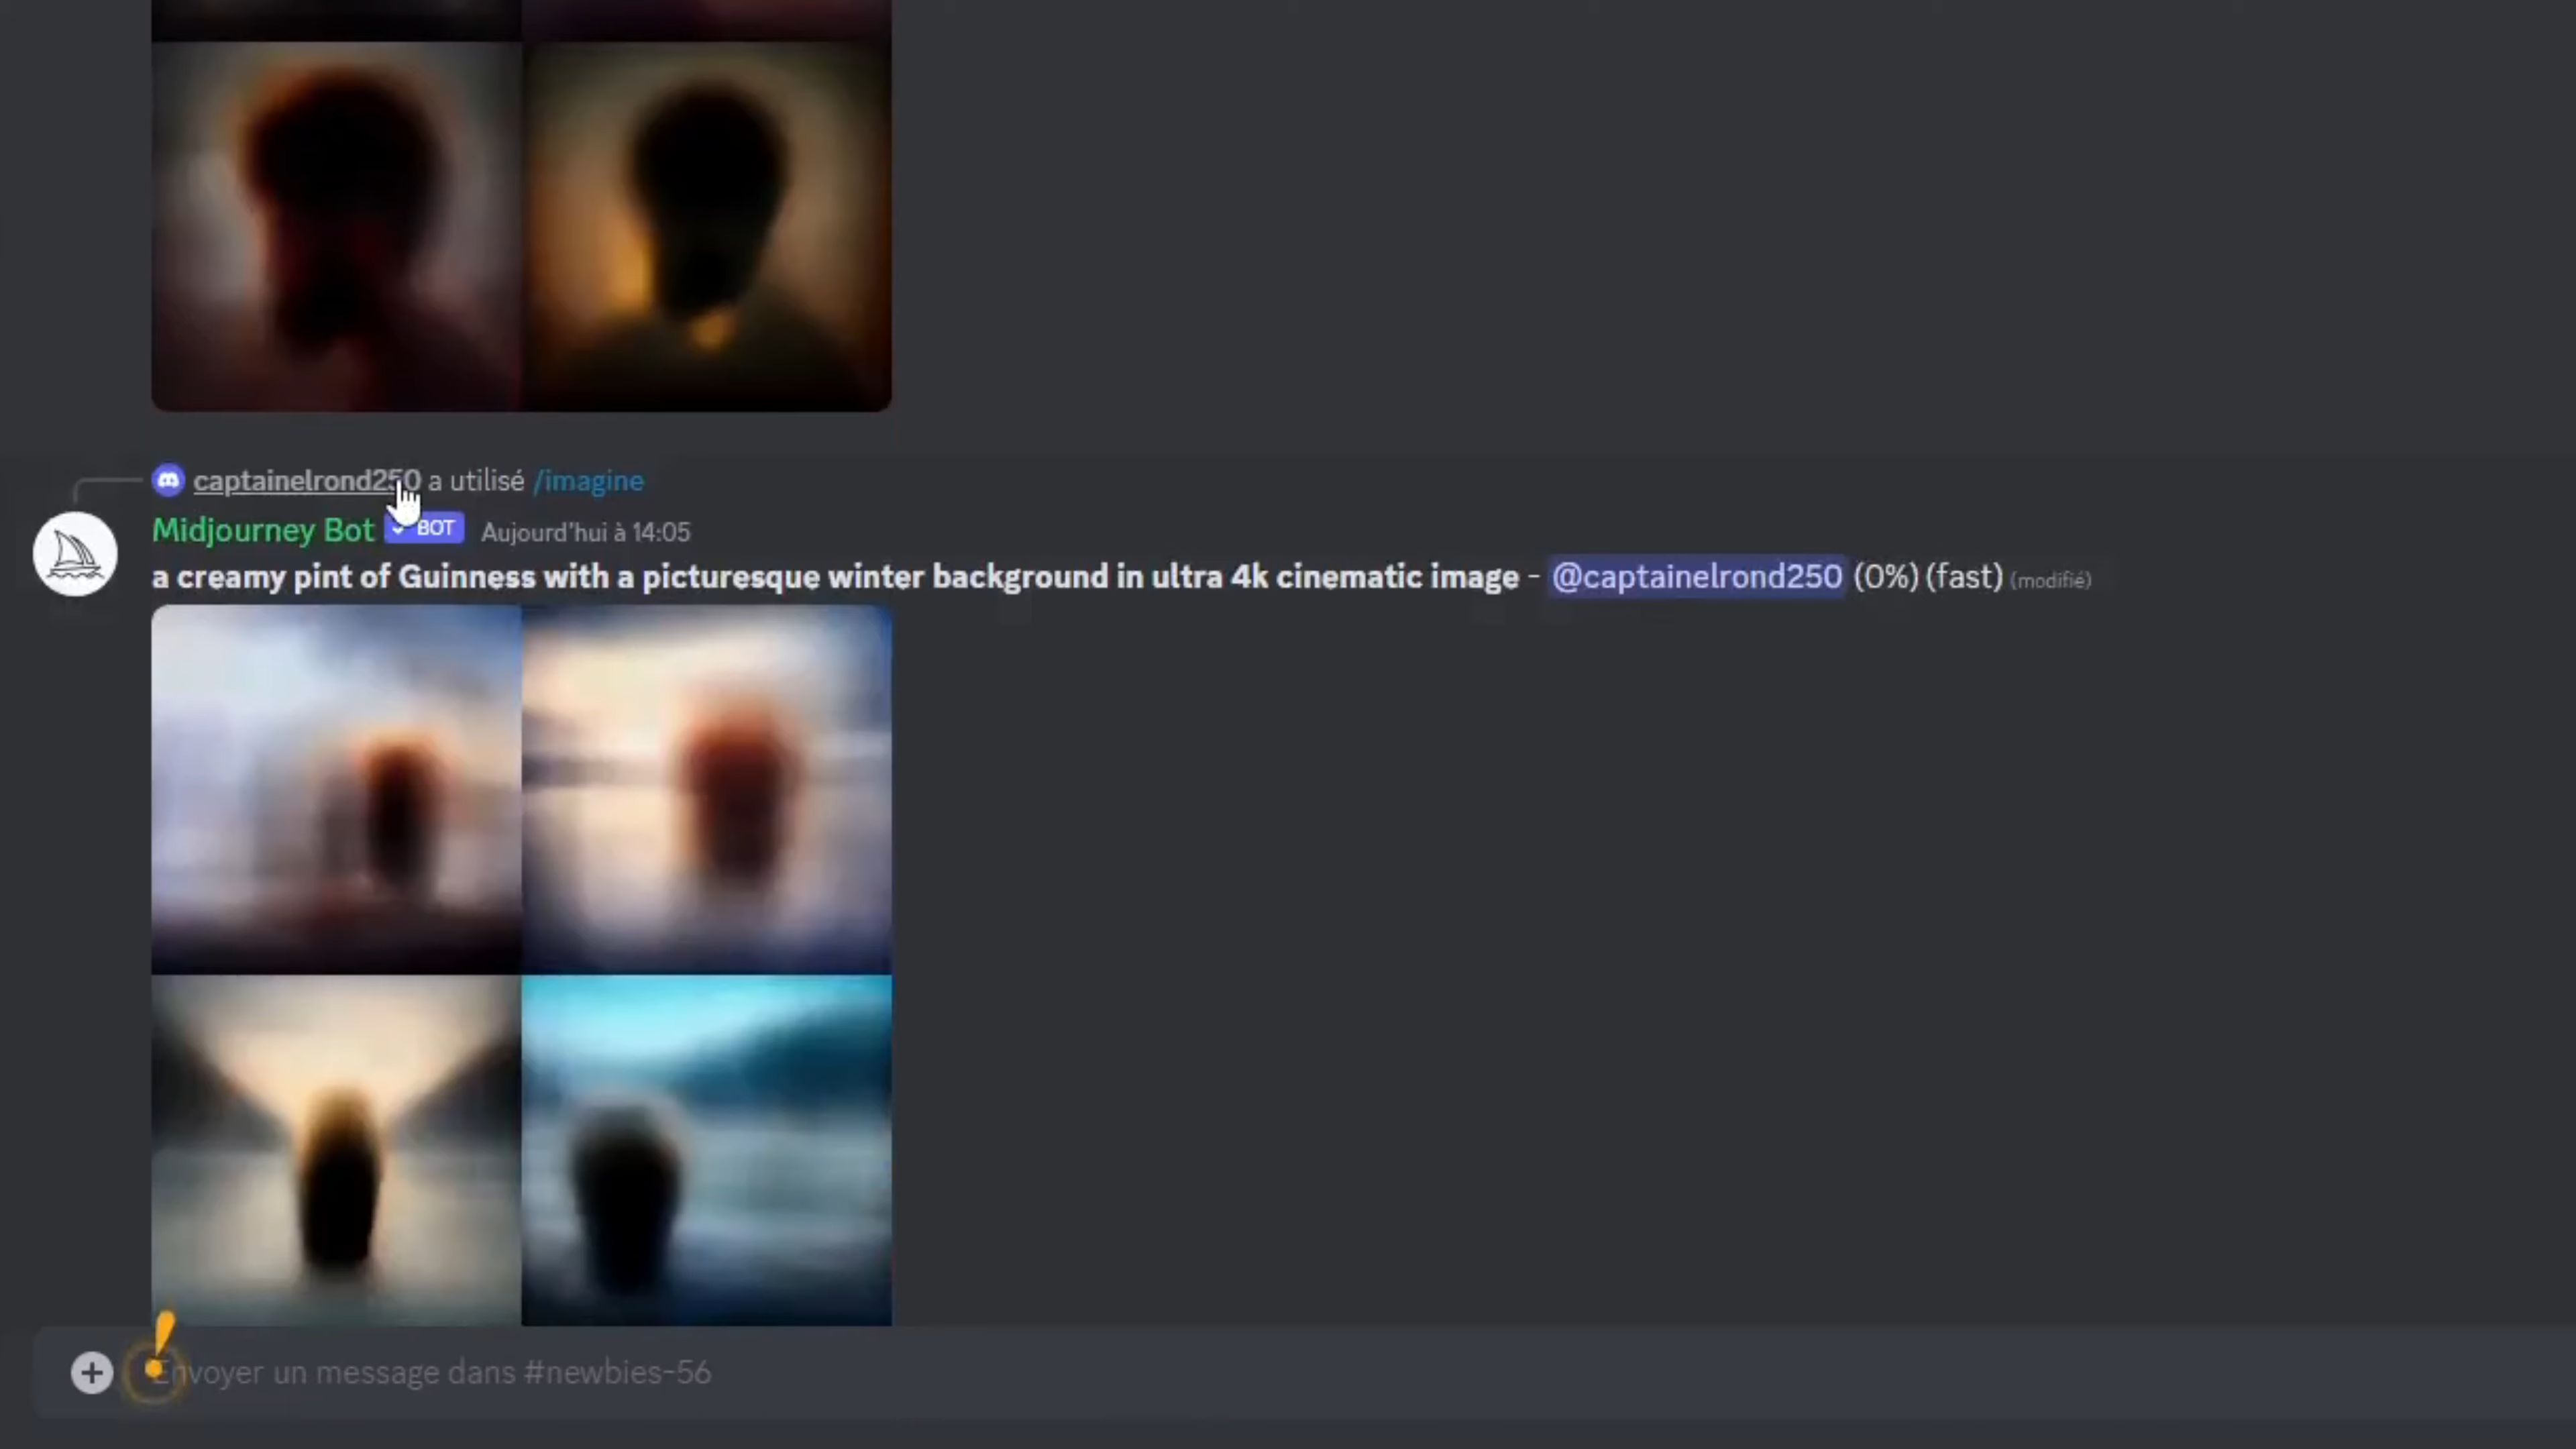 captainelrond250 a utilisé /imagine
Midjourney Bot BOT Aujourd'hui à 14:05
a creamy pint of Guinness with a picturesque winter background in ultra 4k cinematic image - @captainelrond250 (0%) (fast) (modifié)
Envoyer un message dans #newbies-56